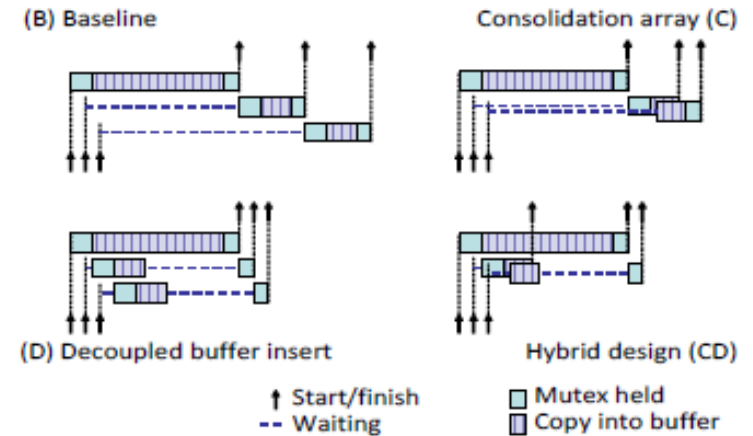 (B) Baseline
Consolidation array (C)
(D) Decoupled buffer insert
Hybrid design (CD)
Start/finish
Mutex held
Waiting
Copy into buffer